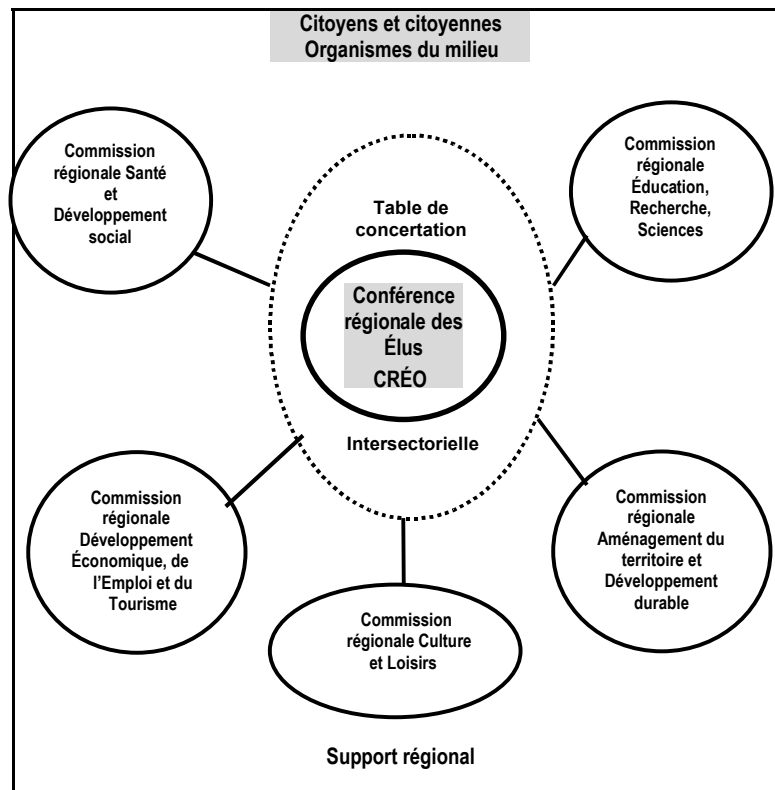 Citoyens et citoyennes
Organismes du milieu
Commission
régionale Santé
et
Développement
social
Commission
régionale
Éducation,
Recherche,
Sciences
Table de
concertation
Conférence
régionale des
Élus
CRÉO
Intersectorielle
Commission
régionale
Développement
Économique, de
l'Emploi et du
Tourisme
Commission
régionale
Aménagement du
territoire et
Développement
durable
Commission
régionale Culture
et Loisirs
Support régional